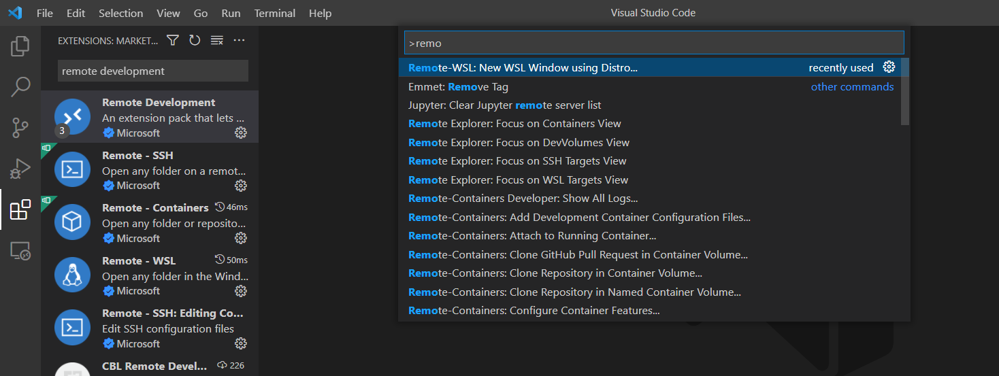 File Edit Selection View Go Run Terminal Help
Visual Studio Code
EXTENSIONS: MARKET...
remote development
Remote Development
An extension pack that lets ...
3
Microsoft
Remote - SSH
Open any folder on a remot...
Microsoft
Remote - Containers 46ms
Open any folder or reposito...
Microsoft
Remote - WSL 50ms
Open any folder in the Wind...
Microsoft
Remote - SSH: Editing Co...
Edit SSH configuration files
Microsoft
CBL Remote Devel... 226
>remo
Remote-WSL: New WSL Window using Distro... recently used
Emmet: Remove Tag other commands
Jupyter: Clear Jupyter remote server list
Remote Explorer: Focus on Containers View
Remote Explorer: Focus on DevVolumes View
Remote Explorer: Focus on SSH Targets View
Remote Explorer: Focus on WSL Targets View
Remote-Containers Developer: Show All Logs...
Remote-Containers: Add Development Container Configuration Files...
Remote-Containers: Attach to Running Container...
Remote-Containers: Clone GitHub Pull Request in Container Volume...
Remote-Containers: Clone Repository in Container Volume...
Remote-Containers: Clone Repository in Named Container Volume...
Remote-Containers: Configure Container Features...